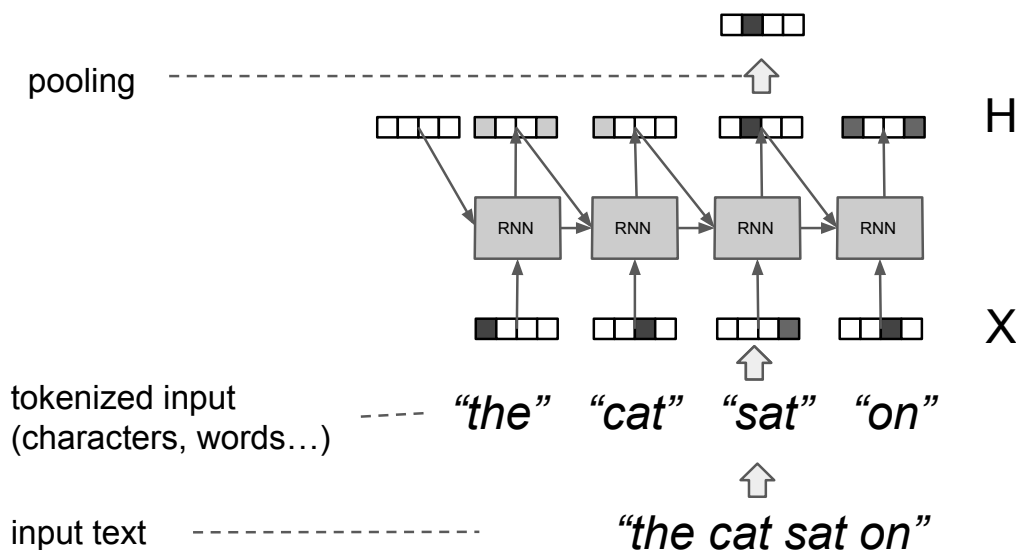 pooling
H
RNN RNN RNN RNN
X
tokenized input
(characters, words…)
“the” “cat” “sat” “on”
input text
“the cat sat on”